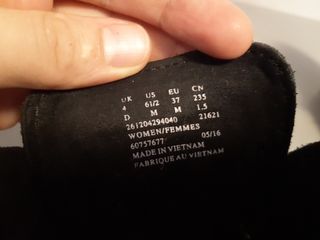 UK US EU CN
4 61/2 37 235
D M M 1.5
261204294040 21621
WOMEN/FEMMES
60757677 05/16
MADE IN VIETNAM
FABRIQUE AU VIETNAM